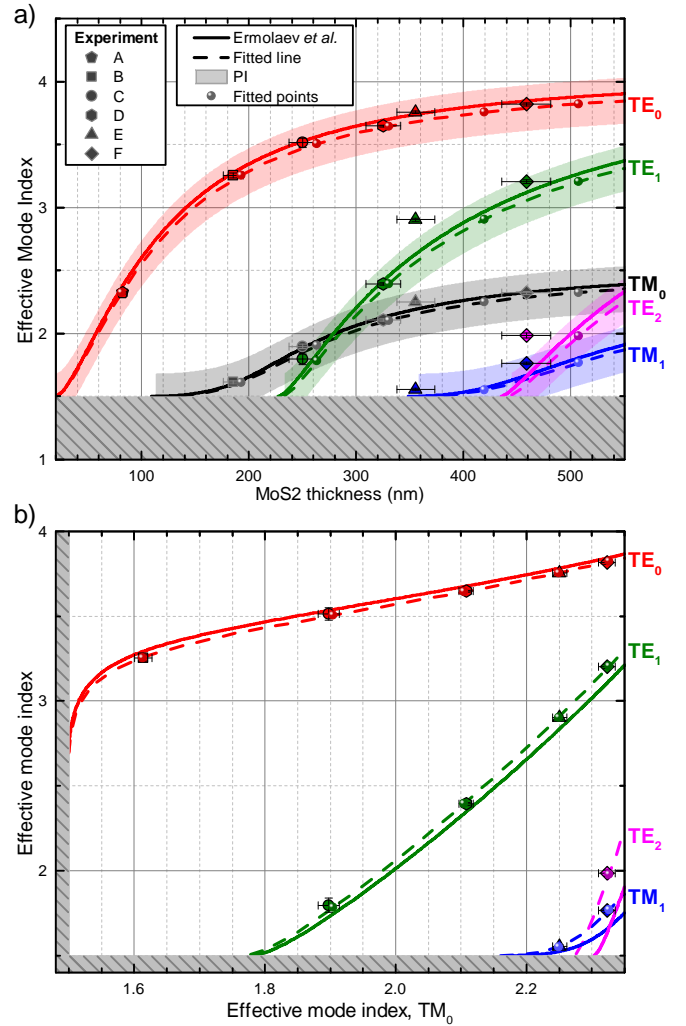 a)
Experiment
A
B
C
D
E
F
Ermolaev et al.
Fitted line
PI
Fitted points
4
3
2
1
Effective Mode Index
TE0
TE1
TM0
TE2
TM1
100
200
300
400
500
MoS2 thickness (nm)
b)
4
3
2
Effective mode index
TE0
TE1
TE2
TM1
1.6
1.8
2.0
2.2
Effective mode index, TM0